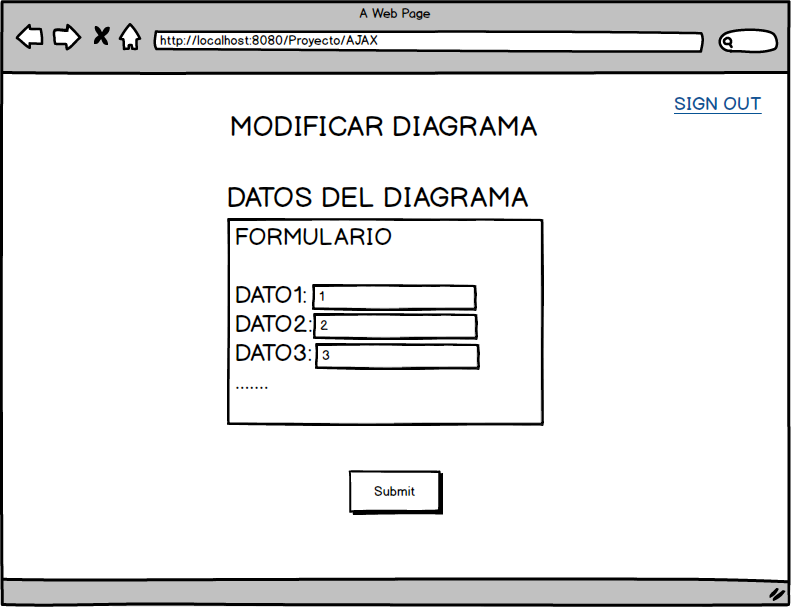 A Web Page
http://localhost:8080/Proyecto/AJAX
SIGN OUT
MODIFICAR DIAGRAMA
DATOS DEL DIAGRAMA
FORMULARIO
DATO1: 1
DATO2: 2
DATO3: 3
.......
Submit